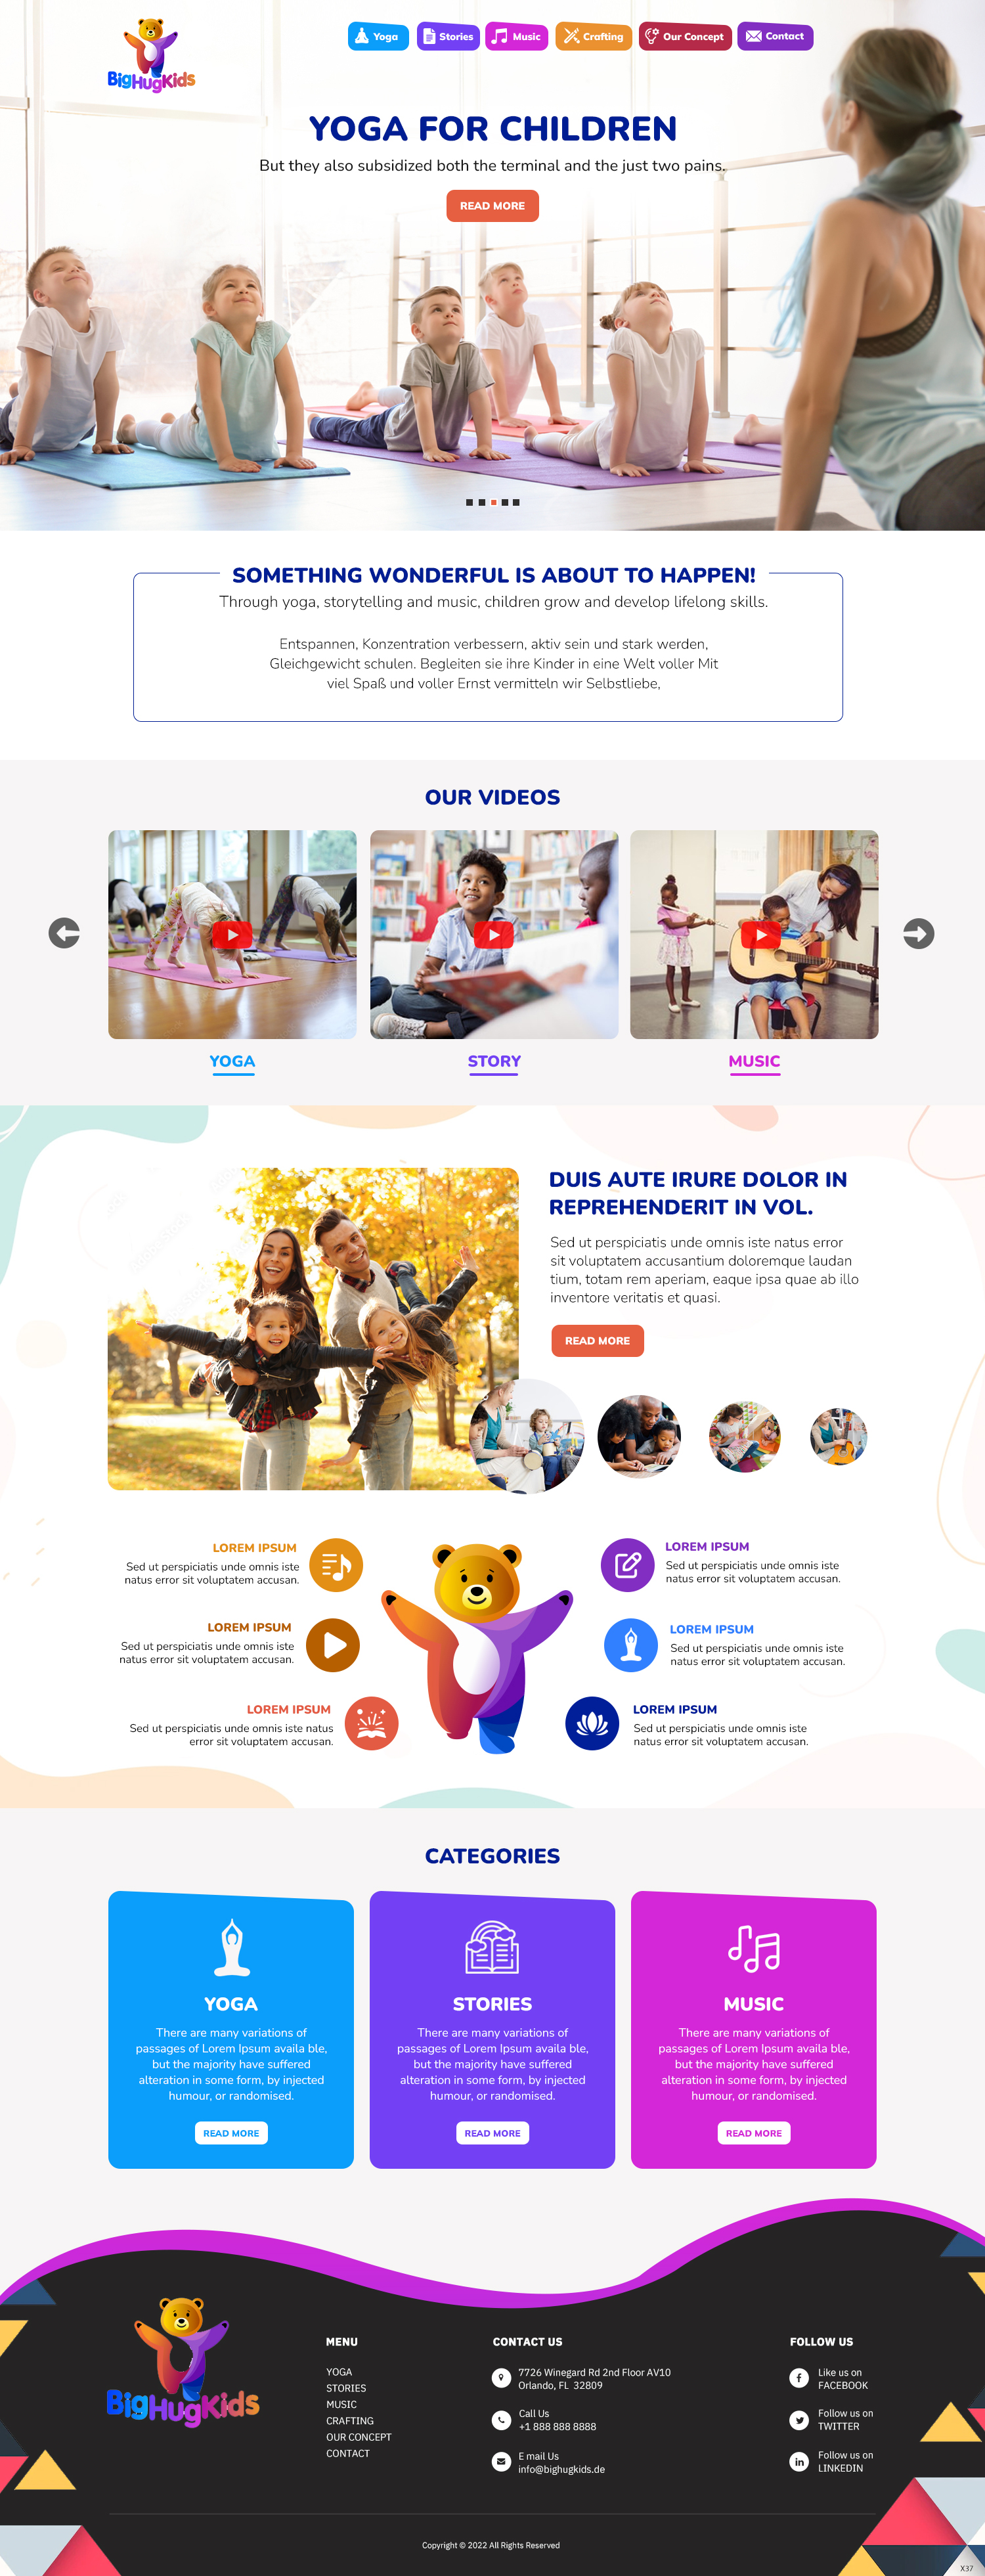 BigHugKids
Yoga
Stories
Music
Crafting
Our Concept
Contact
YOGA FOR CHILDREN
But they also subsidized both the terminal and the just two pains.
READ MORE
SOMETHING WONDERFUL IS ABOUT TO HAPPEN!
Through yoga, storytelling and music, children grow and develop lifelong skills.
Entspannen, Konzentration verbessern, aktiv sein und stark werden,
Gleichgewicht schulen. Begleiten sie ihre Kinder in eine Welt voller Mit
viel Spaß und voller Ernst vermitteln wir Selbstliebe,
OUR VIDEOS
YOGA
STORY
MUSIC
DUIS AUTE IRURE DOLOR IN
REPREHENDERIT IN VOL.
Sed ut perspiciatis unde omnis iste natus error
sit voluptatem accusantium doloremque laudan
tium, totam rem aperiam, eaque ipsa quae ab illo
inventore veritatis et quasi.
READ MORE
LOREM IPSUM
Sed ut perspiciatis unde omnis iste
natus error sit voluptatem accusan.
LOREM IPSUM
Sed ut perspiciatis unde omnis iste
natus error sit voluptatem accusan.
LOREM IPSUM
Sed ut perspiciatis unde omnis iste natus
error sit voluptatem accusan.
LOREM IPSUM
Sed ut perspiciatis unde omnis iste
natus error sit voluptatem accusan.
LOREM IPSUM
Sed ut perspiciatis unde omnis iste
natus error sit voluptatem accusan.
LOREM IPSUM
Sed ut perspiciatis unde omnis iste
natus error sit voluptatem accusan.
CATEGORIES
YOGA
There are many variations of
passages of Lorem Ipsum availa ble,
but the majority have suffered
alteration in some form, by injected
humour, or randomised.
READ MORE
STORIES
There are many variations of
passages of Lorem Ipsum availa ble,
but the majority have suffered
alteration in some form, by injected
humour, or randomised.
READ MORE
MUSIC
There are many variations of
passages of Lorem Ipsum availa ble,
but the majority have suffered
alteration in some form, by injected
humour, or randomised.
READ MORE
BigHugKids
MENU
YOGA
STORIES
MUSIC
CRAFTING
OUR CONCEPT
CONTACT
CONTACT US
7726 Winegard Rd 2nd Floor AV10
Orlando, FL 32809
Call Us
+1 888 888 8888
E mail Us
info@bighugkids.de
FOLLOW US
Like us on
FACEBOOK
Follow us on
TWITTER
Follow us on
LINKEDIN
Copyright © 2022 All Rights Reserved
X37